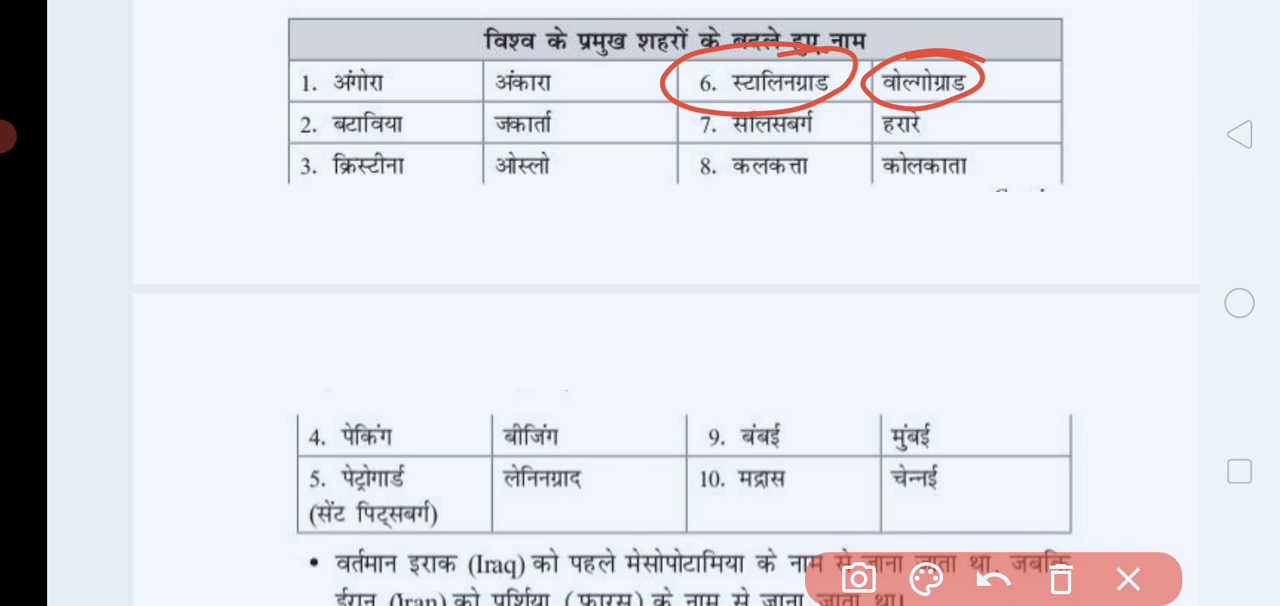 विश्व के प्रमुख शहरों के बदले हुए नाम
1. अंगोरा अंकारा 6. स्टालिनग्राड वोल्गोग्राड
2. बटाविया जकार्ता 7. सॉलिसबर्ग हरारे
3. क्रिस्टीना ओस्लो 8. कलकत्ता कोलकाता
4. पेकिंग बीजिंग 9. बंबई मुंबई
5. पेट्रोगार्ड लेनिनग्राद 10. मद्रास चेन्नई
(सेंट पिट्सबर्ग)
• वर्तमान इराक (Iraq) को पहले मेसोपोटामिया के नाम से जाना जाता था, जबकि
ईरान (Iran) को पर्शिया (फारस) के नाम से जाना जाता था।